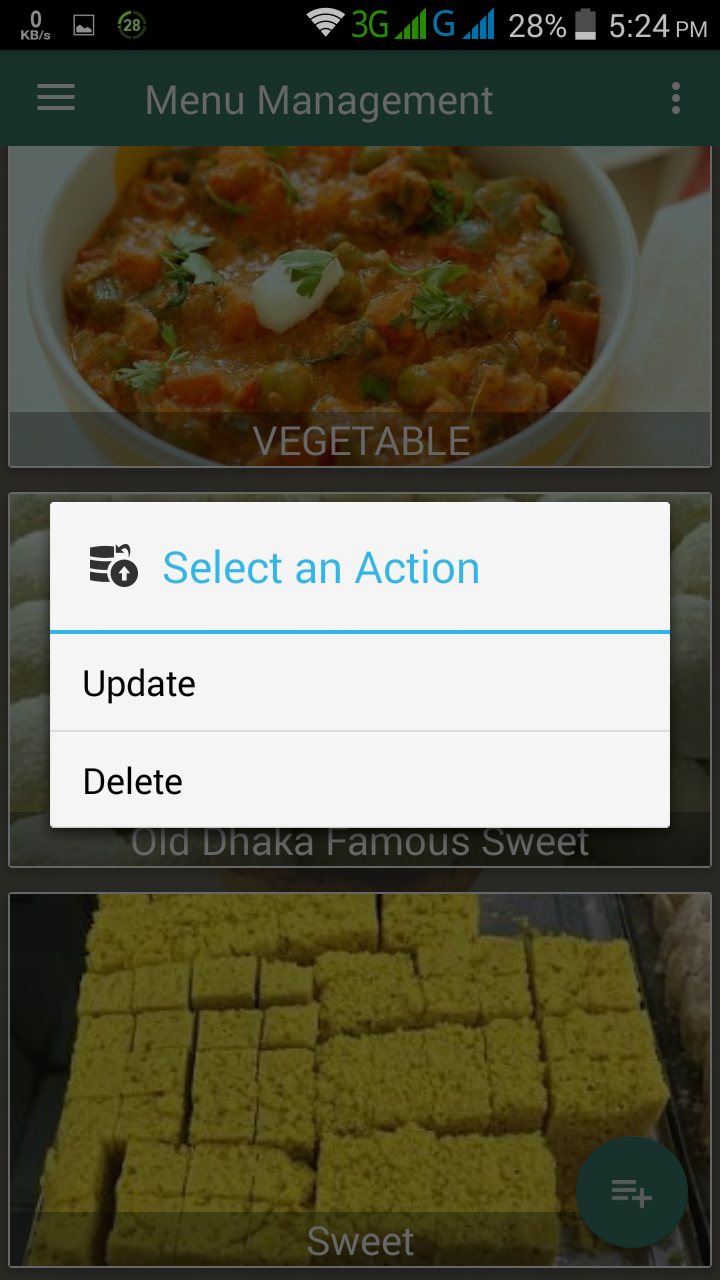 0
KB/s
28
3G
G
28%
5:24 PM
Menu Management
VEGETABLE
Select an Action
Update
Delete
Old Dhaka Famous Sweet
Sweet